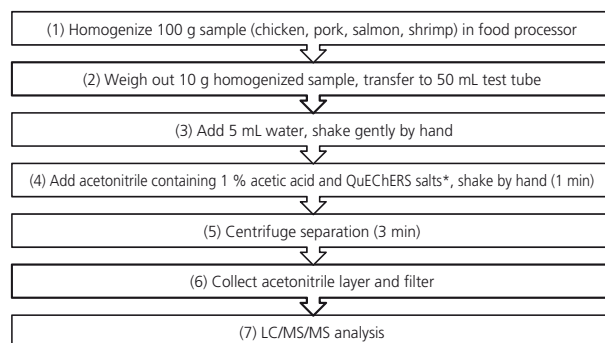 (1) Homogenize 100 g sample (chicken, pork, salmon, shrimp) in food processor
(2) Weigh out 10 g homogenized sample, transfer to 50 mL test tube
(3) Add 5 mL water, shake gently by hand
(4) Add acetonitrile containing 1 % acetic acid and QuEChERS salts*, shake by hand (1 min)
(5) Centrifuge separation (3 min)
(6) Collect acetonitrile layer and filter
(7) LC/MS/MS analysis